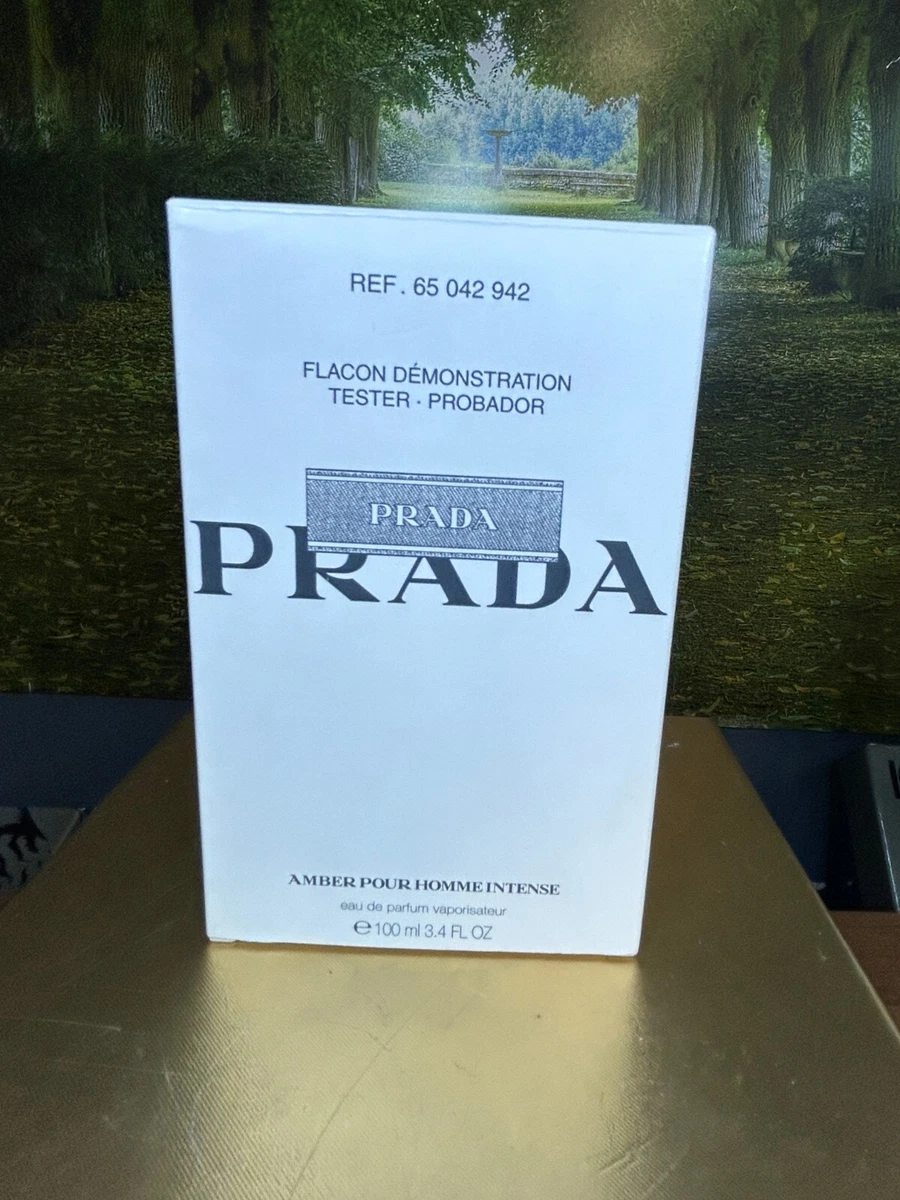 REF. 65 042 942
FLACON DÉMONSTRATION
TESTER · PROBADOR
PRADA
PRADA
AMBER POUR HOMME INTENSE
eau de parfum vaporisateur
℮ 100 ml 3.4 FL OZ